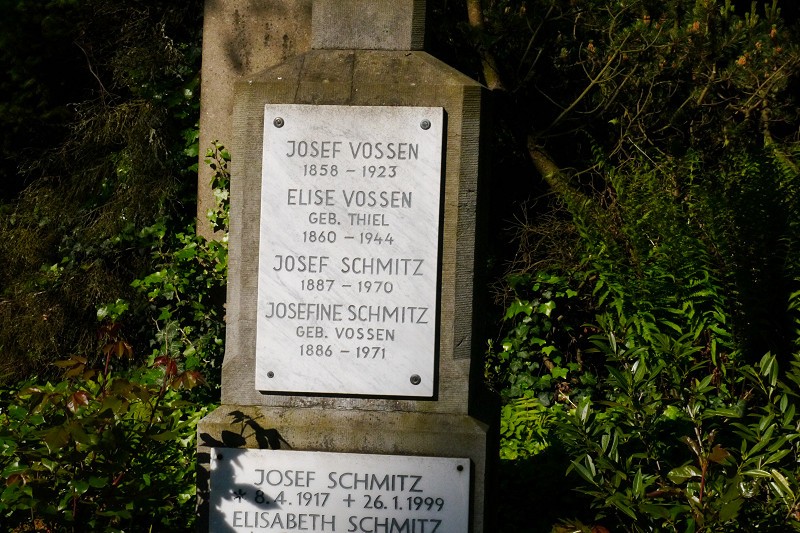 JOSEF VOSSEN
1858 – 1923
ELISE VOSSEN
GEB. THIEL
1860 – 1944
JOSEF SCHMITZ
1887 – 1970
JOSEFINE SCHMITZ
GEB. VOSSEN
1886 – 1971
JOSEF SCHMITZ
* 8.4.1917 + 26.1.1999
ELISABETH SCHMITZ